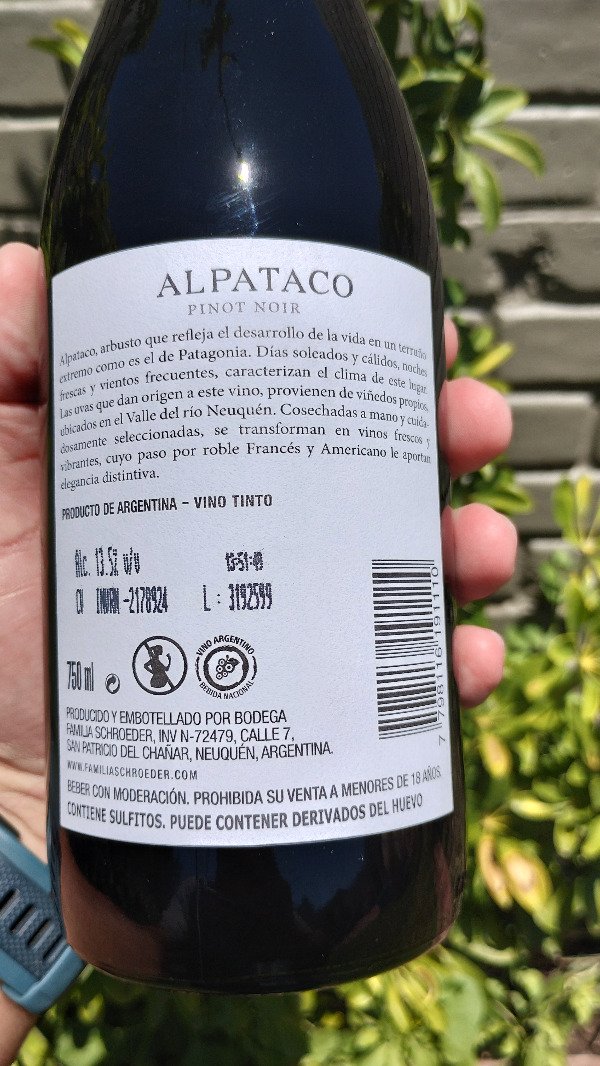 ALPATACO
PINOT NOIR
Alpataco, arbusto que refleja el desarrollo de la vida en un terruño
extremo como es el de Patagonia. Días soleados y cálidos, noches
frescas y vientos frecuentes, caracterizan el clima de este lugar.
Las uvas que dan origen a este vino, provienen de viñedos propios,
ubicados en el Valle del río Neuquén. Cosechadas a mano y cuida-
dosamente seleccionadas, se transforman en vinos frescos y
vibrantes, cuyo paso por roble Francés y Americano le aportan
elegancia distintiva.
PRODUCTO DE ARGENTINA - VINO TINTO
Alc. 13.5% v/v
L: 3192599
750 ml e
VINO ARGENTINO
BEBIDA NACIONAL
7 798116 191110
PRODUCIDO Y EMBOTELLADO POR BODEGA
FAMILIA SCHROEDER, INV N-72479, CALLE 7,
SAN PATRICIO DEL CHAÑAR, NEUQUÉN, ARGENTINA.
WWW.FAMILIASCHROEDER.COM
BEBER CON MODERACIÓN. PROHIBIDA SU VENTA A MENORES DE 18 AÑOS.
CONTIENE SULFITOS. PUEDE CONTENER DERIVADOS DEL HUEVO